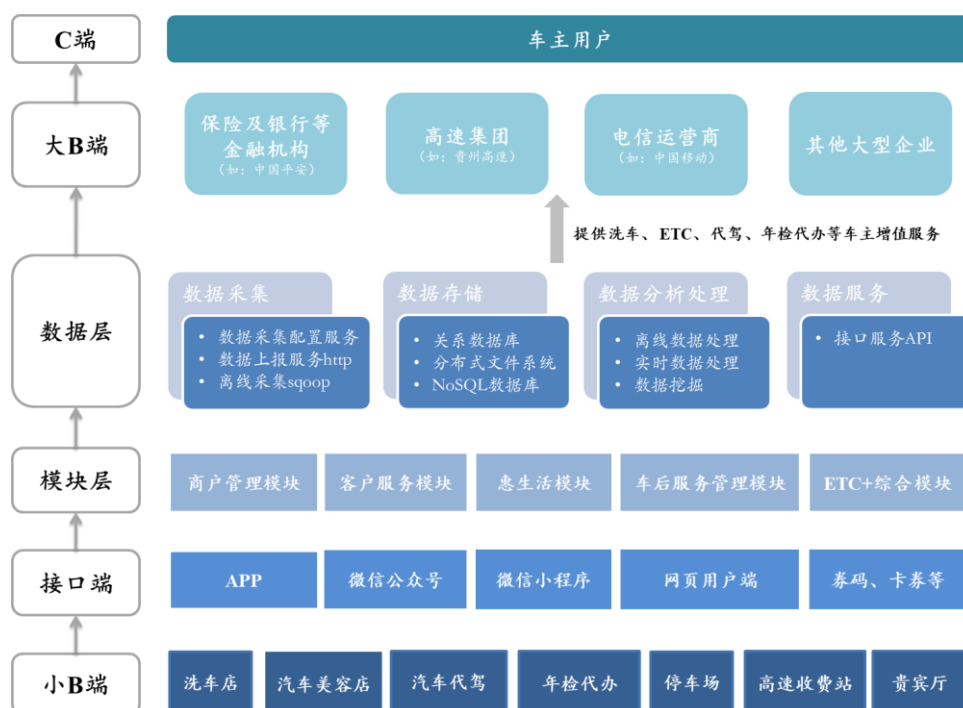 C端
车主用户
大B端
保险及银行等
金融机构
(如：中国平安)
高速集团
(如：贵州高速)
电信运营商
(如：中国移动)
其他大型企业
提供洗车、ETC、代驾、年检代办等车主增值服务
数据层
数据采集
• 数据采集配置服务
• 数据上报服务http
• 离线采集sqoop
数据存储
• 关系数据库
• 分布式文件系统
• NoSQL数据库
数据分析处理
• 离线数据处理
• 实时数据处理
• 数据挖掘
数据服务
• 接口服务API
模块层
商户管理模块
客户服务模块
惠生活模块
车后服务管理模块
ETC+综合模块
接口端
APP
微信公众号
微信小程序
网页用户端
券码、卡券等
小B端
洗车店
汽车美容店
汽车代驾
年检代办
停车场
高速收费站
贵宾厅